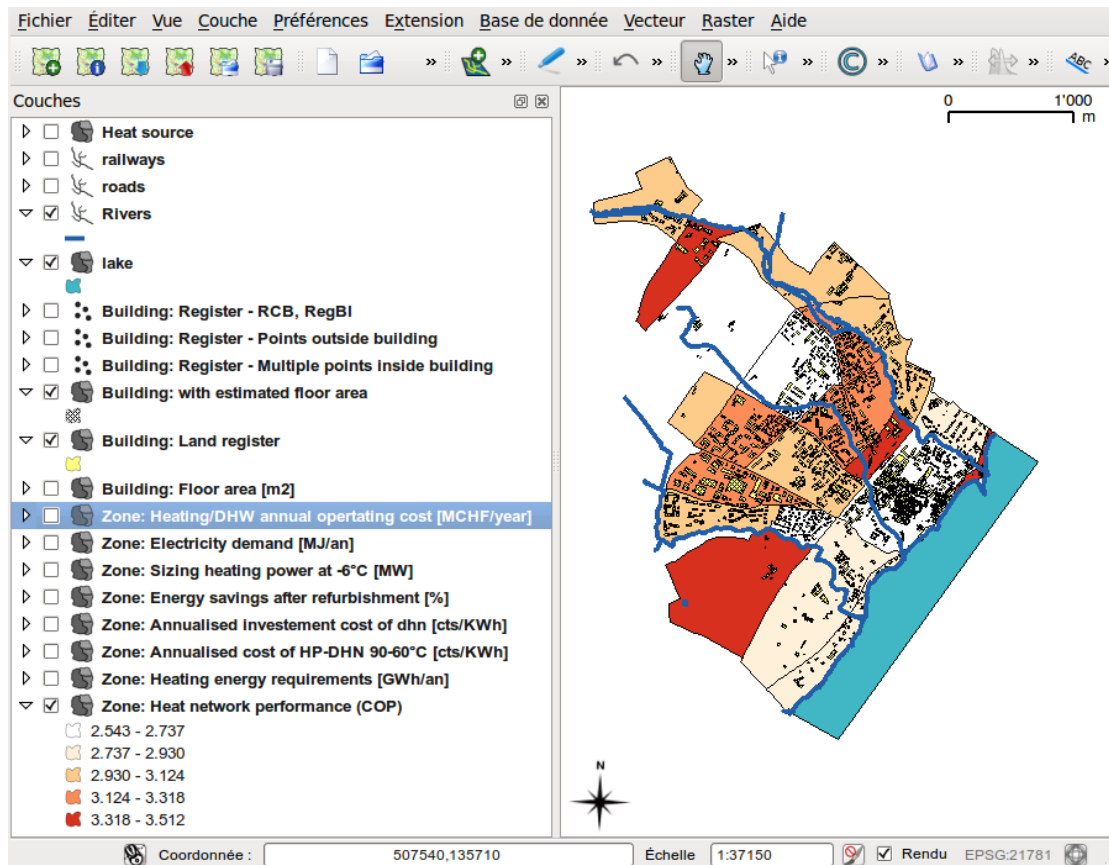 Fichier Éditer Vue Couche Préférences Extension Base de donnée Vecteur Raster Aide
» » » » » » » » ABC »
Couches
Heat source
railways
roads
Rivers
lake
Building: Register - RCB, RegBl
Building: Register - Points outside building
Building: Register - Multiple points inside building
Building: with estimated floor area
Building: Land register
Building: Floor area [m2]
Zone: Heating/DHW annual opertating cost [MCHF/year]
Zone: Electricity demand [MJ/an]
Zone: Sizing heating power at -6°C [MW]
Zone: Energy savings after refurbishment [%]
Zone: Annualised investement cost of dhn [cts/KWh]
Zone: Annualised cost of HP-DHN 90-60°C [cts/KWh]
Zone: Heating energy requirements [GWh/an]
Zone: Heat network performance (COP)
2.543 - 2.737
2.737 - 2.930
2.930 - 3.124
3.124 - 3.318
3.318 - 3.512
0 1'000
m
N
Coordonnée : 507540,135710 Échelle 1:37150 Rendu EPSG:21781